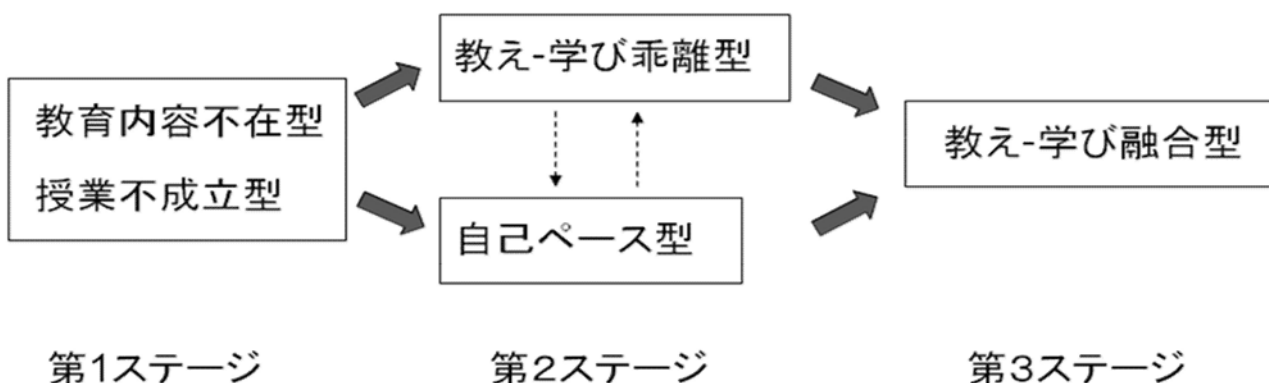 教育内容不在型
授業不成立型
教え-学び乖離型
自己ペース型
教え-学び融合型
第1ステージ
第2ステージ
第3ステージ